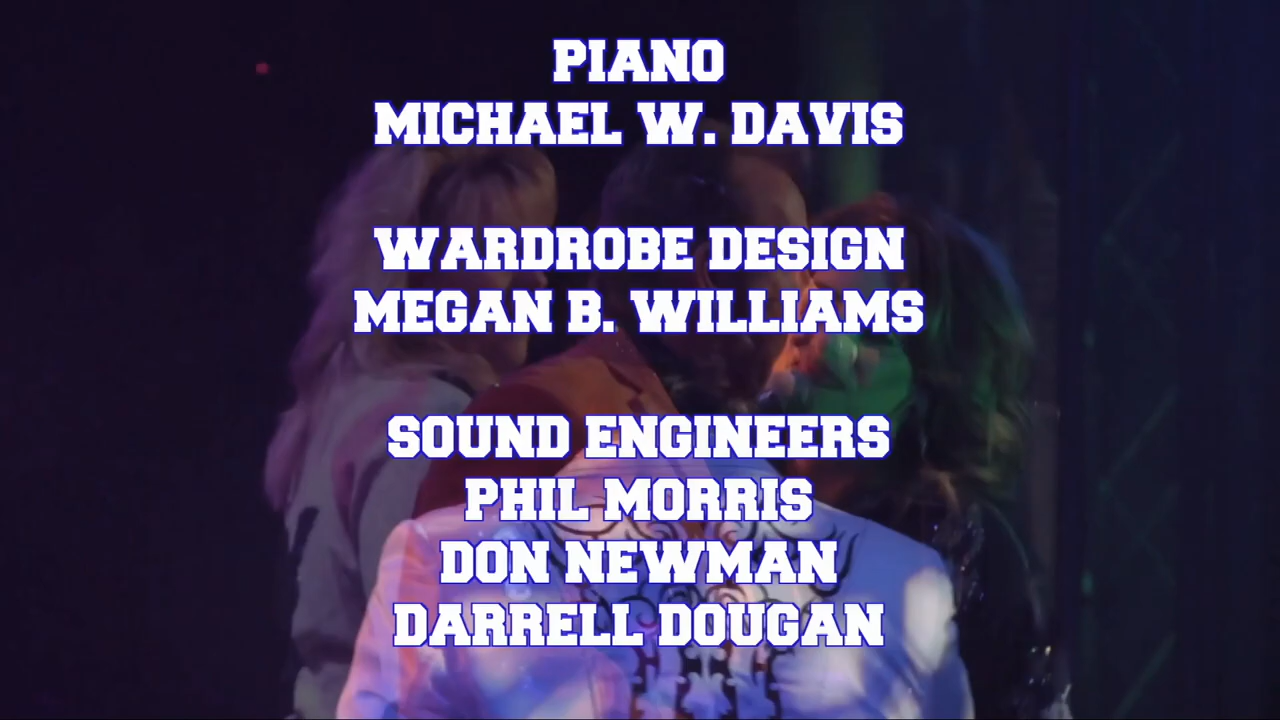 PIANO
MICHAEL W. DAVIS
WARDROBE DESIGN
MEGAN B. WILLIAMS
SOUND ENGINEERS
PHIL MORRIS
DON NEWMAN
DARRELL DOUGAN